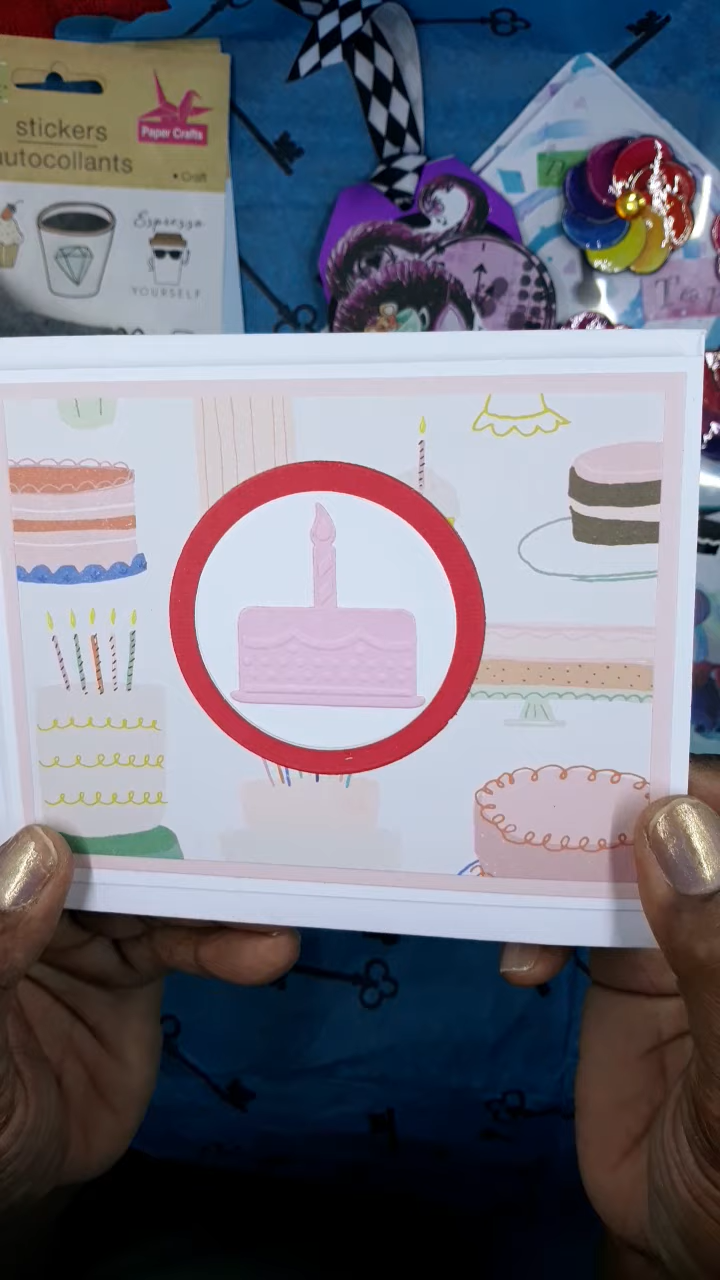 stickers
autocollants
Paper Crafts
• Craft
Espresso
YOURSELF